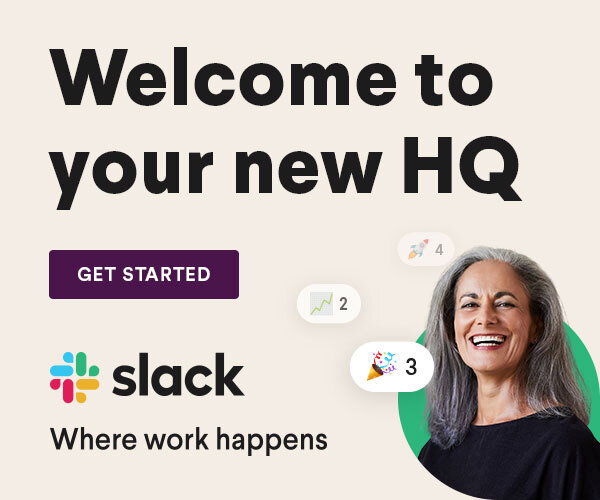 Welcome to
your new HQ
GET STARTED
4
2
3
slack
Where work happens